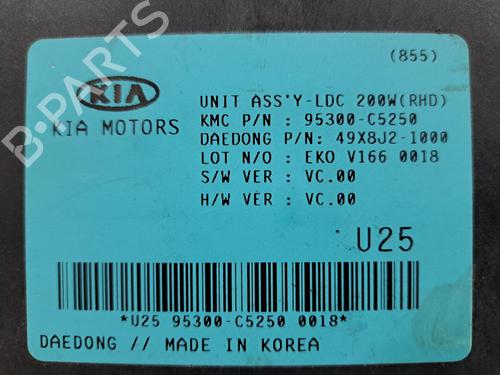 (855)
KIA
KIA MOTORS
UNIT ASS'Y-LDC 200W(RHD)
KMC P/N : 95300-C5250
DAEDONG P/N: 49X8J2-1000
LOT N/O : EKO V166 0018
S/W VER : VC.00
H/W VER : VC.00
U25
*U25 95300-C5250 0018*
DAEDONG // MADE IN KOREA
B-PARTS